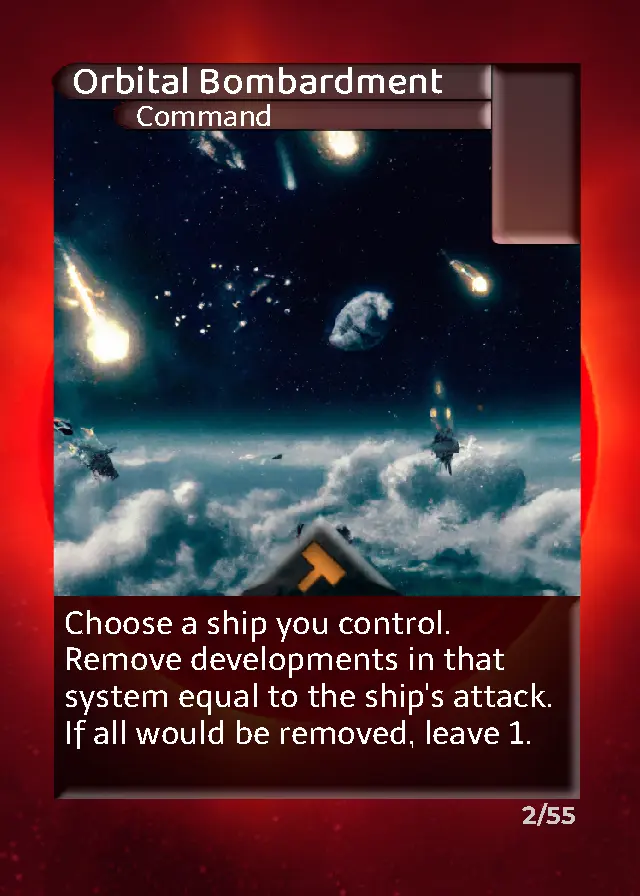 Orbital Bombardment
Command
Choose a ship you control.
Remove developments in that
system equal to the ship's attack.
If all would be removed, leave 1.
2/55